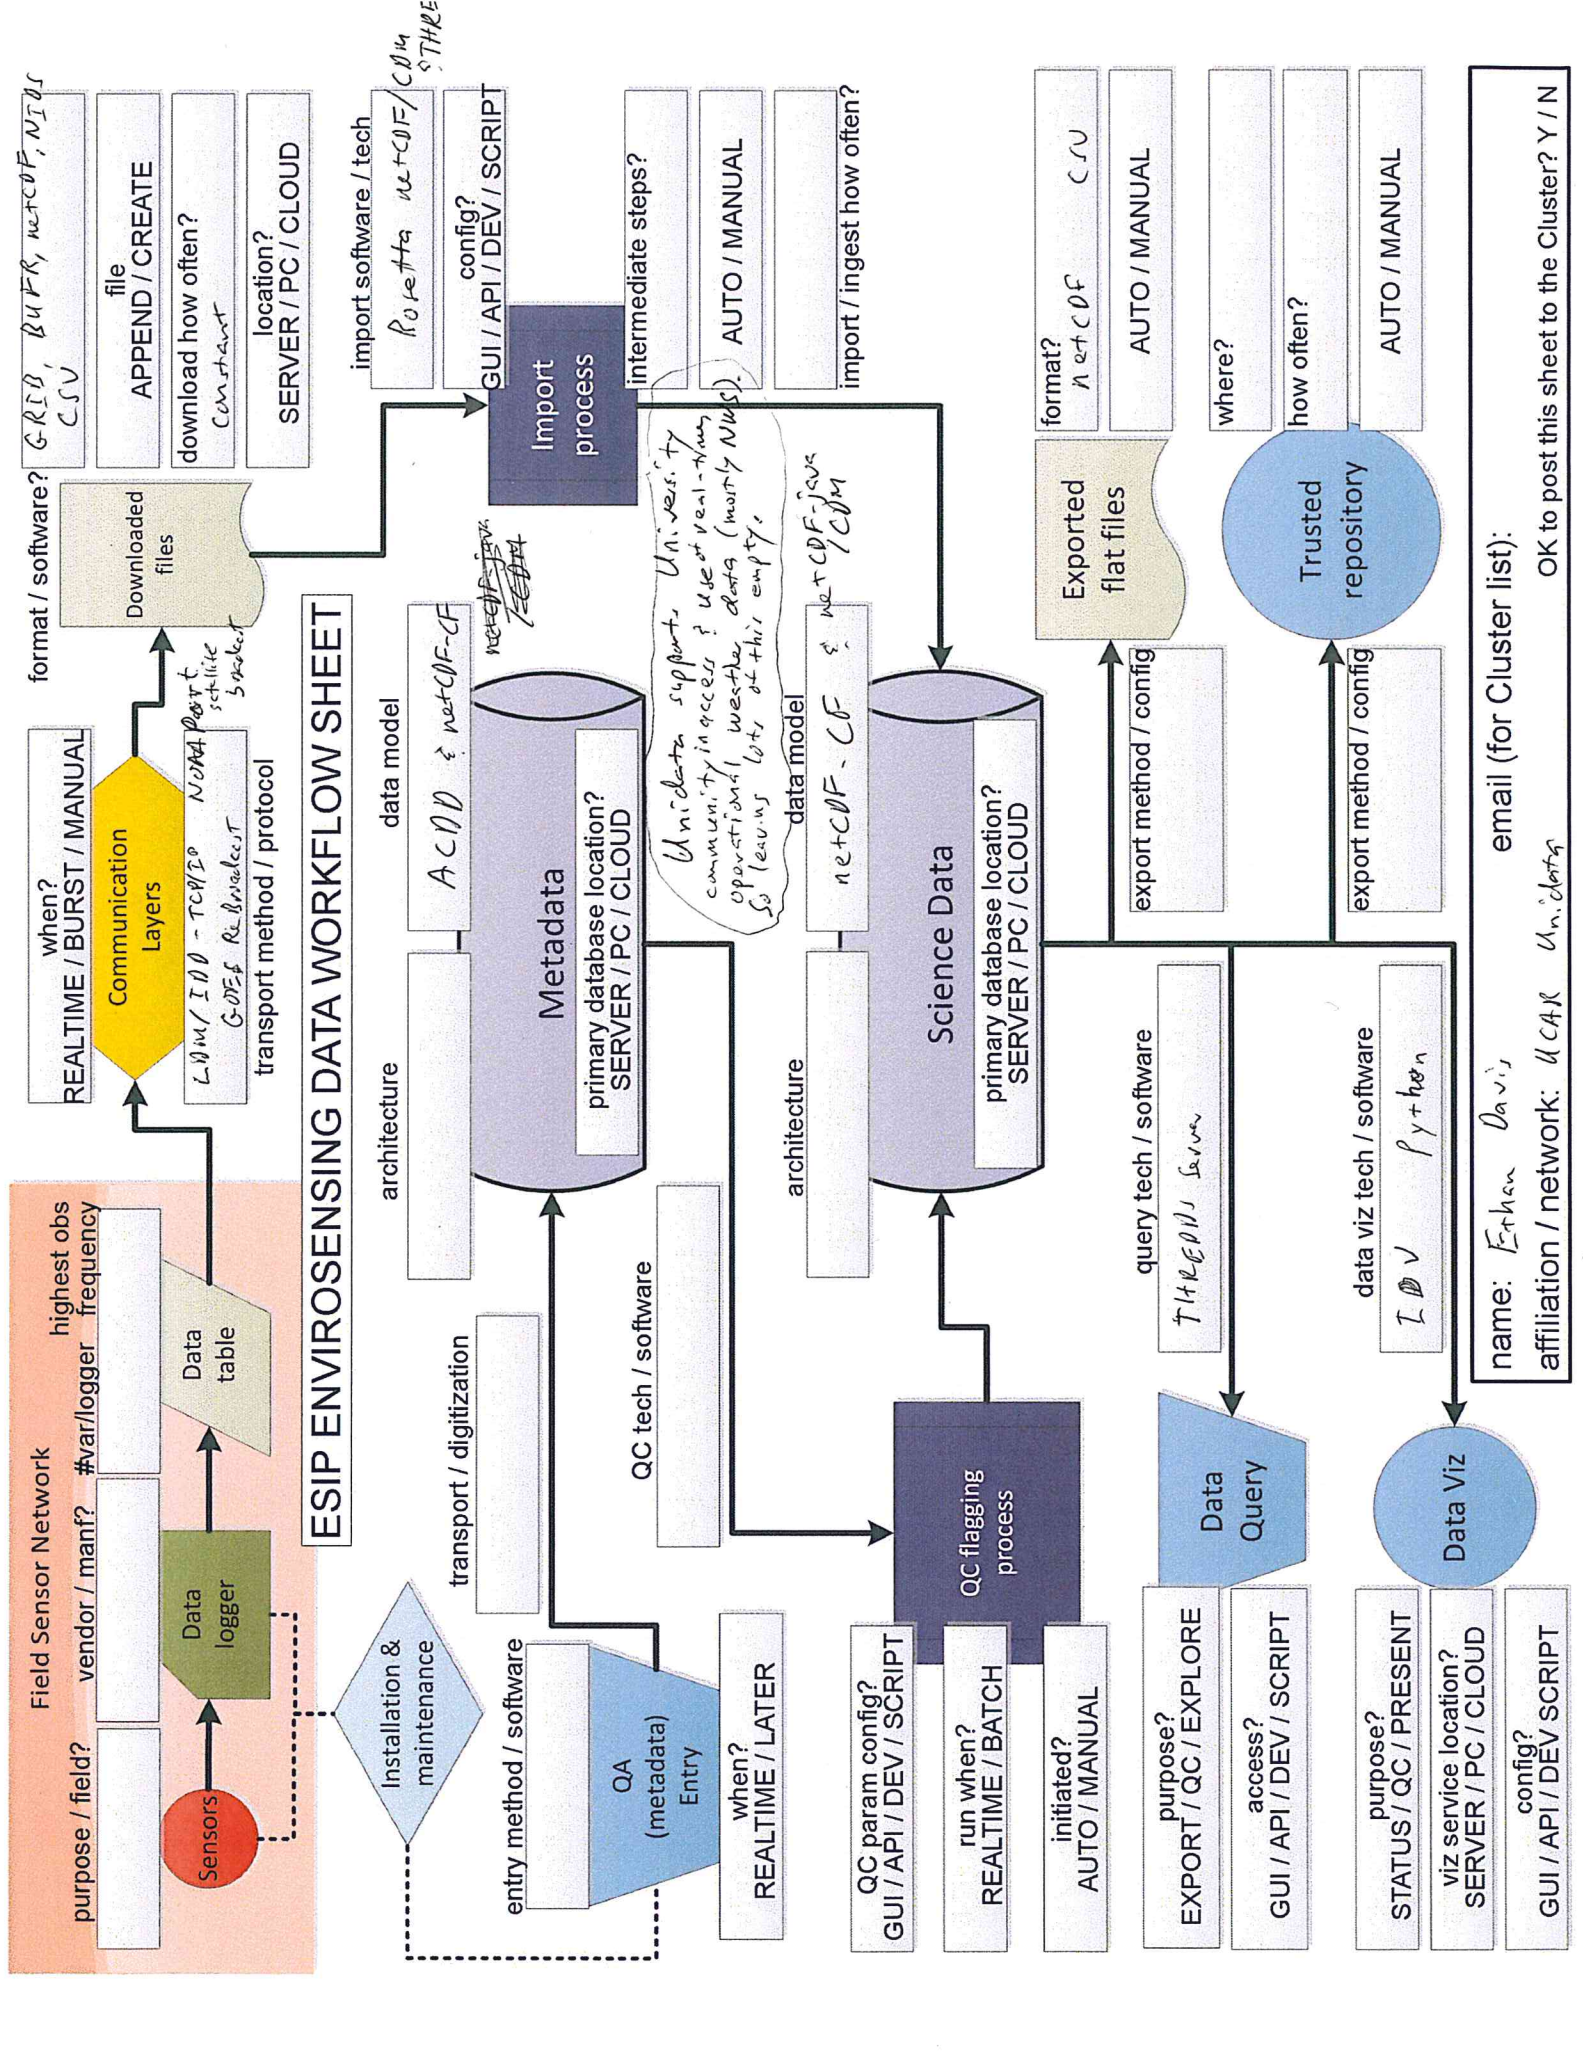 Field Sensor Network
purpose / field?
vendor / manf?
#var/logger
highest obs
frequency
Sensors
Data
logger
Data
table
when?
REALTIME / BURST / MANUAL
Communication
Layers
LDM/IDD - TCP/IP NOAAPort
satellite
GOES Rebroadcast
transport method / protocol
format / software?
GRIB, BUFR, netCDF, NIDS
CSV
Downloaded
files
file
APPEND / CREATE
download how often?
constant
location?
SERVER / PC / CLOUD
ESIP ENVIROSENSING DATA WORKFLOW SHEET
Installation &
maintenance
entry method / software
QA
(metadata)
Entry
when?
REALTIME / LATER
transport / digitization
architecture
data model
ACDD & netCDF-CF
netCDF-java
/CDM
Metadata
primary database location?
SERVER / PC / CLOUD
import software / tech
Rosetta netCDF/CDM
& THRE
config?
GUI / API / DEV / SCRIPT
Import
process
intermediate steps?
AUTO / MANUAL
import / ingest how often?
Unidata supports University
community in access & use of real-time,
operational weather data (mostly NWS).
So leaving lots of this empty.
QC tech / software
QC param config?
GUI / API / DEV / SCRIPT
run when?
REALTIME / BATCH
initiated?
AUTO / MANUAL
QC flagging
process
architecture
data model
netCDF-CF & netCDF-java
/CDM
Science Data
primary database location?
SERVER / PC / CLOUD
format?
netCDF CSV
AUTO / MANUAL
Exported
flat files
export method / config
where?
how often?
AUTO / MANUAL
Trusted
repository
export method / config
query tech / software
THREDDS Server
Data
Query
purpose?
EXPORT / QC / EXPLORE
access?
GUI / API / DEV / SCRIPT
data viz tech / software
IDV Python
Data Viz
purpose?
STATUS / QC / PRESENT
viz service location?
SERVER / PC / CLOUD
config?
GUI / API / DEV SCRIPT
name: Ethan Davis email (for Cluster list):
affiliation / network: UCAR Unidata OK to post this sheet to the Cluster? Y / N